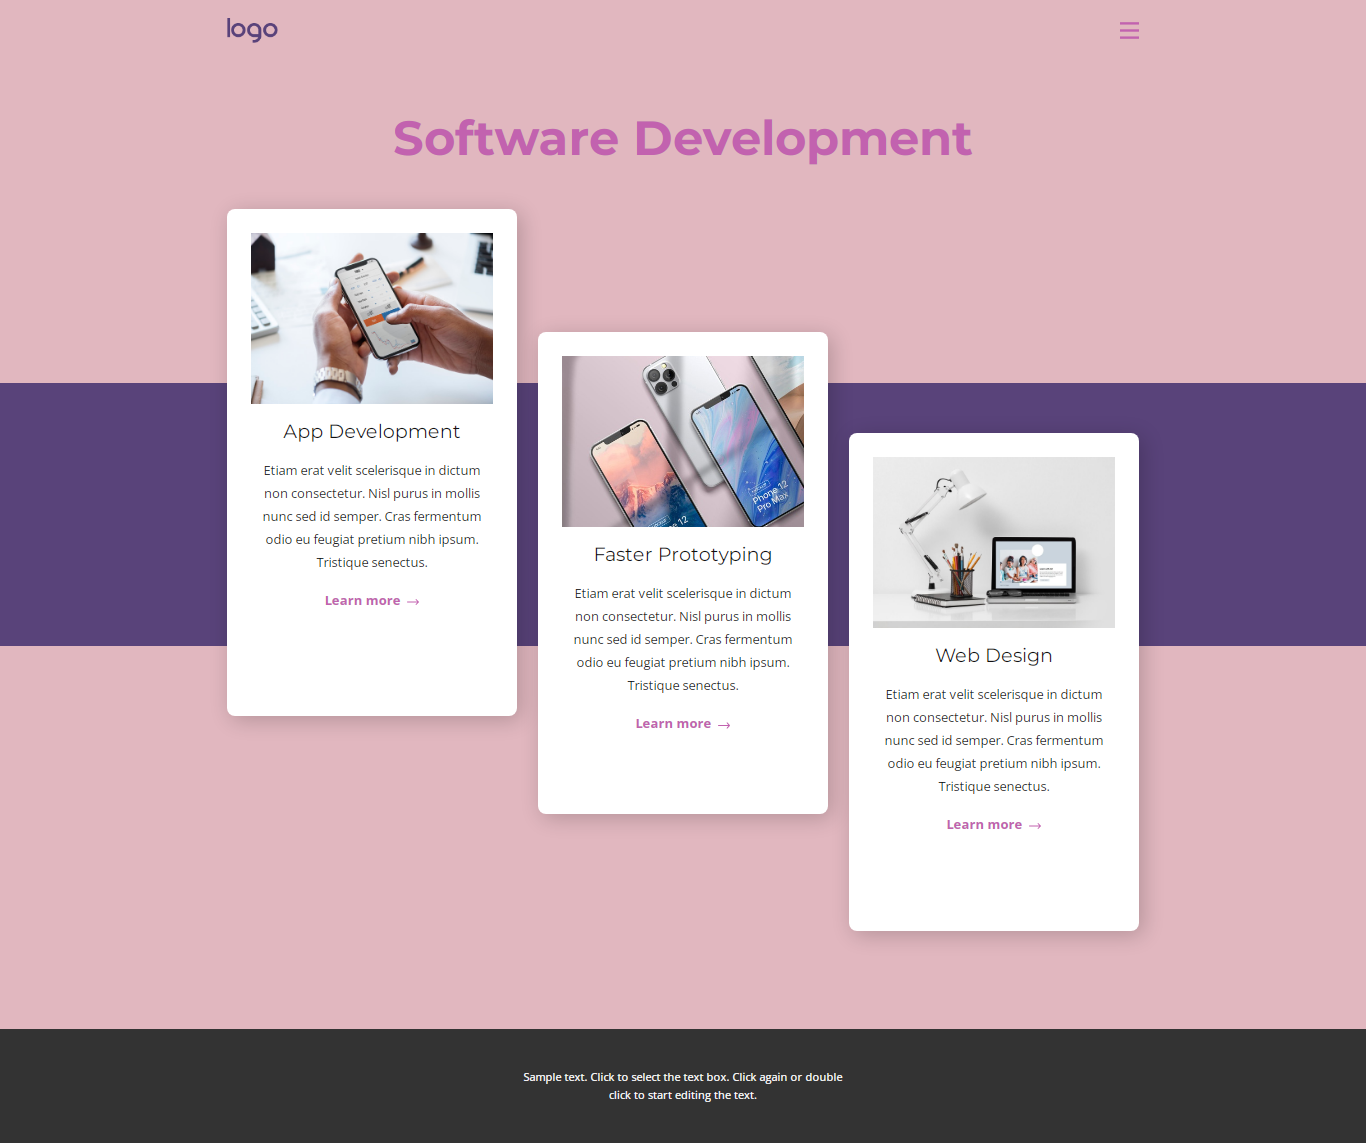 logo
Software Development
App Development
Etiam erat velit scelerisque in dictum
non consectetur. Nisl purus in mollis
nunc sed id semper. Cras fermentum
odio eu feugiat pretium nibh ipsum.
Tristique senectus.
Learn more →
Phone 12
Pro Max
Faster Prototyping
Etiam erat velit scelerisque in dictum
non consectetur. Nisl purus in mollis
nunc sed id semper. Cras fermentum
odio eu feugiat pretium nibh ipsum.
Tristique senectus.
Learn more →
Web Design
Etiam erat velit scelerisque in dictum
non consectetur. Nisl purus in mollis
nunc sed id semper. Cras fermentum
odio eu feugiat pretium nibh ipsum.
Tristique senectus.
Learn more →
Sample text. Click to select the text box. Click again or double
click to start editing the text.